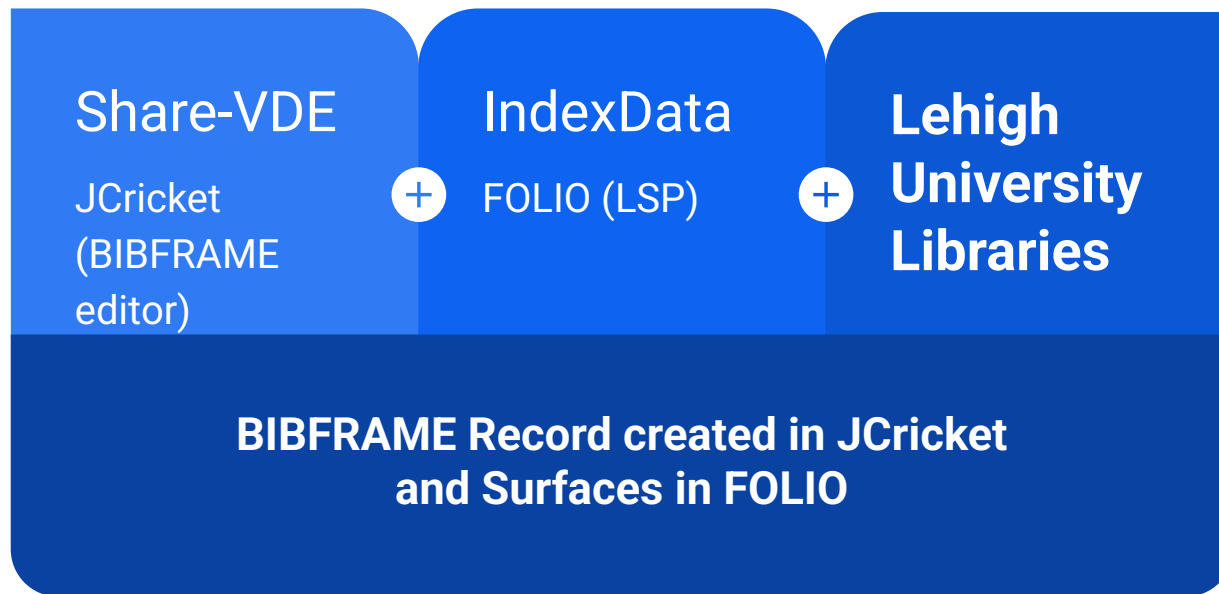 Share-VDE
JCricket
(BIBFRAME
editor)
+
IndexData
FOLIO (LSP)
+
Lehigh
University
Libraries
BIBFRAME Record created in JCricket
and Surfaces in FOLIO